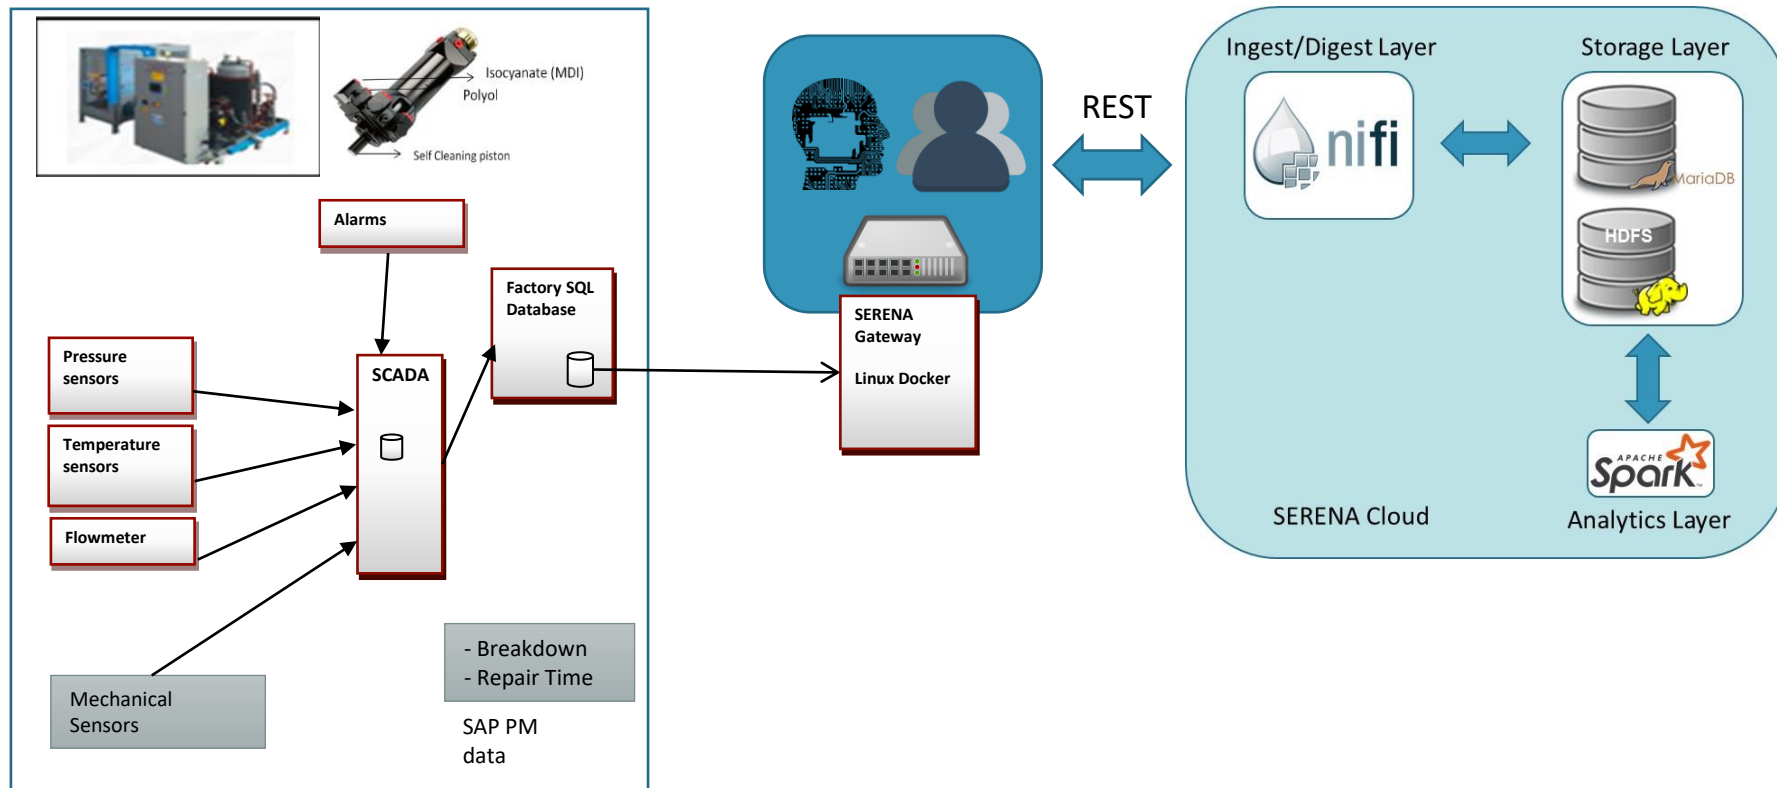 Isocyanate (MDI)
Polyol
Self Cleaning piston
Alarms
Factory SQL
Database
Pressure
sensors
SCADA
Temperature
sensors
Flowmeter
Mechanical
Sensors
- Breakdown
- Repair Time
SAP PM
data
SERENA
Gateway
Linux Docker
REST
Ingest/Digest Layer
nifi
Storage Layer
MariaDB
HDFS
APACHE
Spark
Analytics Layer
SERENA Cloud